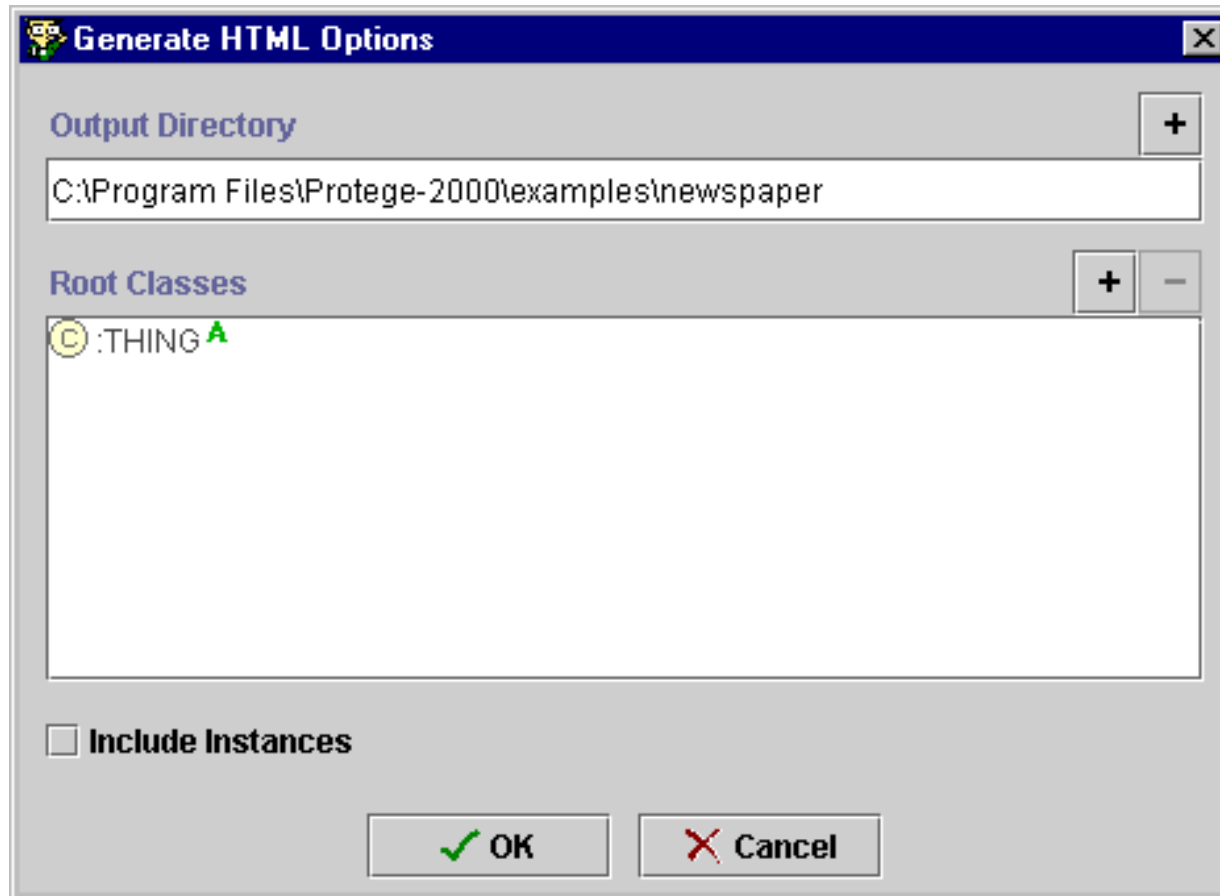 Generate HTML Options
Output Directory
+
C:\Program Files\Protege-2000\examples\newspaper
Root Classes
+ −
C :THING A
Include Instances
OK Cancel